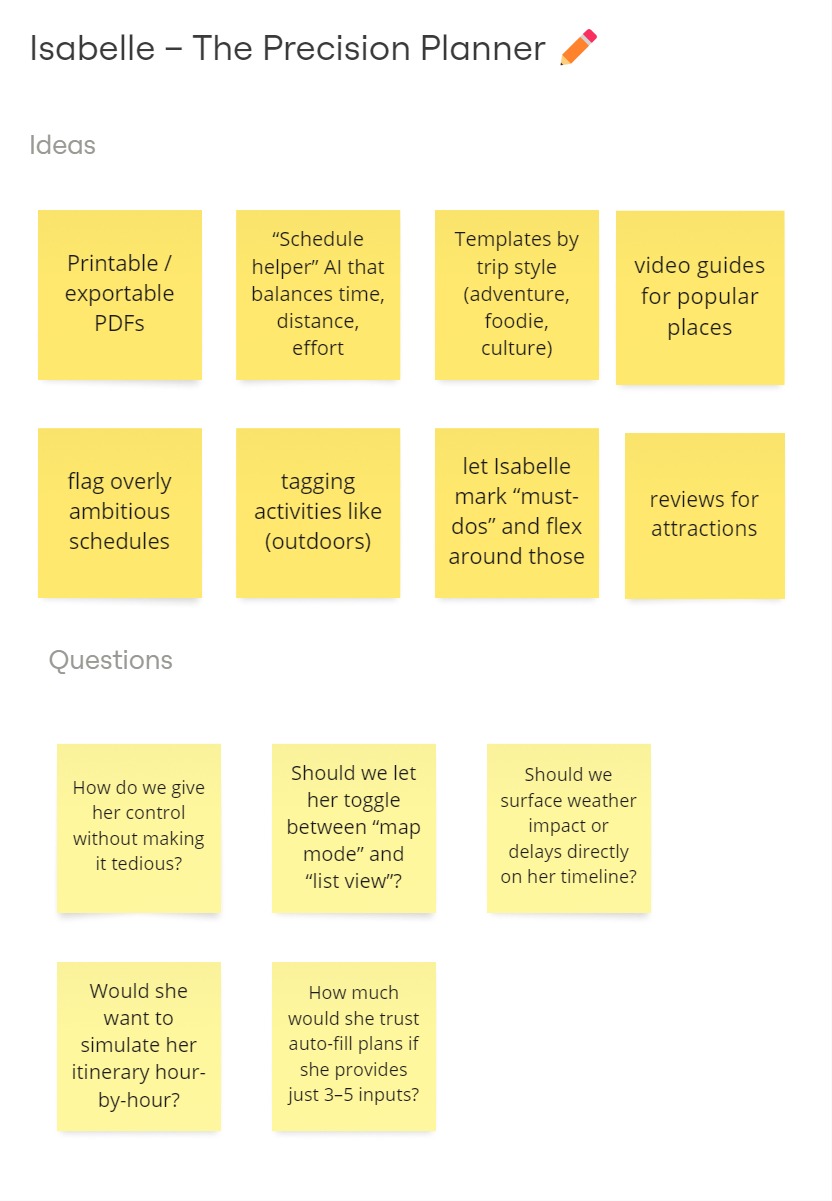 Isabelle – The Precision Planner
Ideas
Printable /
exportable
PDFs
“Schedule
helper” AI that
balances time,
distance,
effort
Templates by
trip style
(adventure,
foodie,
culture)
video guides
for popular
places
flag overly
ambitious
schedules
tagging
activities like
(outdoors)
let Isabelle
mark “must-
dos” and flex
around those
reviews for
attractions
Questions
How do we give
her control
without making
it tedious?
Should we let
her toggle
between “map
mode” and
“list view”?
Should we
surface weather
impact or
delays directly
on her timeline?
Would she
want to
simulate her
itinerary hour-
by-hour?
How much
would she trust
auto-fill plans if
she provides
just 3–5 inputs?